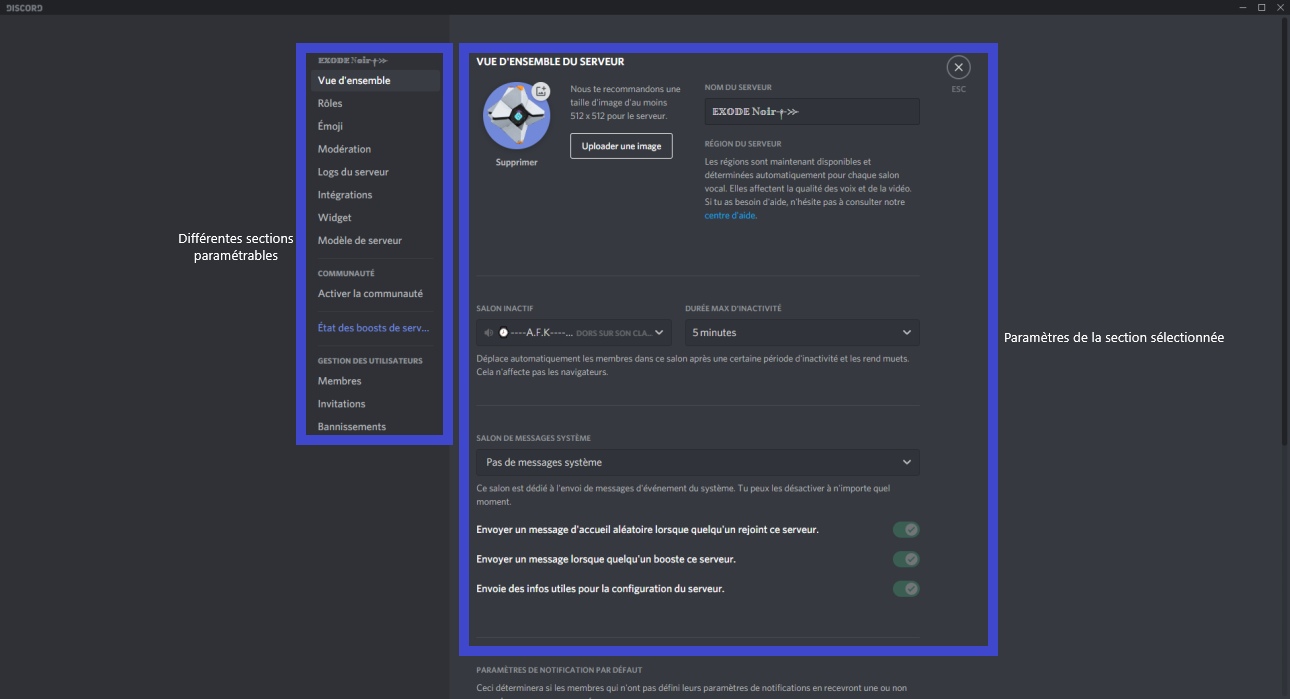 DISCORD
EXODE Noir
Vue d'ensemble
Rôles
Émoji
Modération
Logs du serveur
Intégrations
Widget
Modèle de serveur
COMMUNAUTÉ
Activer la communauté
État des boosts de serv...
GESTION DES UTILISATEURS
Membres
Invitations
Bannissements
Différentes sections
paramétrables
VUE D'ENSEMBLE DU SERVEUR
Supprimer
Nous te recommandons une
taille d'image d'au moins
512 x 512 pour le serveur.
Uploader une image
NOM DU SERVEUR
EXODE Noir
RÉGION DU SERVEUR
Les régions sont maintenant disponibles et
déterminées automatiquement pour chaque salon
vocal. Elles affectent la qualité des voix et de la vidéo.
Si tu as besoin d'aide, n'hésite pas à consulter notre
centre d'aide.
ESC
SALON INACTIF
----A.F.K----... DORS SUR SON CLA...
DURÉE MAX D'INACTIVITÉ
5 minutes
Déplace automatiquement les membres dans ce salon après une certaine période d'inactivité et les rend muets.
Cela n'affecte pas les navigateurs.
SALON DE MESSAGES SYSTÈME
Pas de messages système
Ce salon est dédié à l'envoi de messages d'événement du système. Tu peux les désactiver à n'importe quel
moment.
Envoyer un message d'accueil aléatoire lorsque quelqu'un rejoint ce serveur.
Envoyer un message lorsque quelqu'un booste ce serveur.
Envoie des infos utiles pour la configuration du serveur.
Paramètres de la section sélectionnée
PARAMÈTRES DE NOTIFICATION PAR DÉFAUT
Ceci déterminera si les membres qui n'ont pas défini leurs paramètres de notifications en recevront une ou non